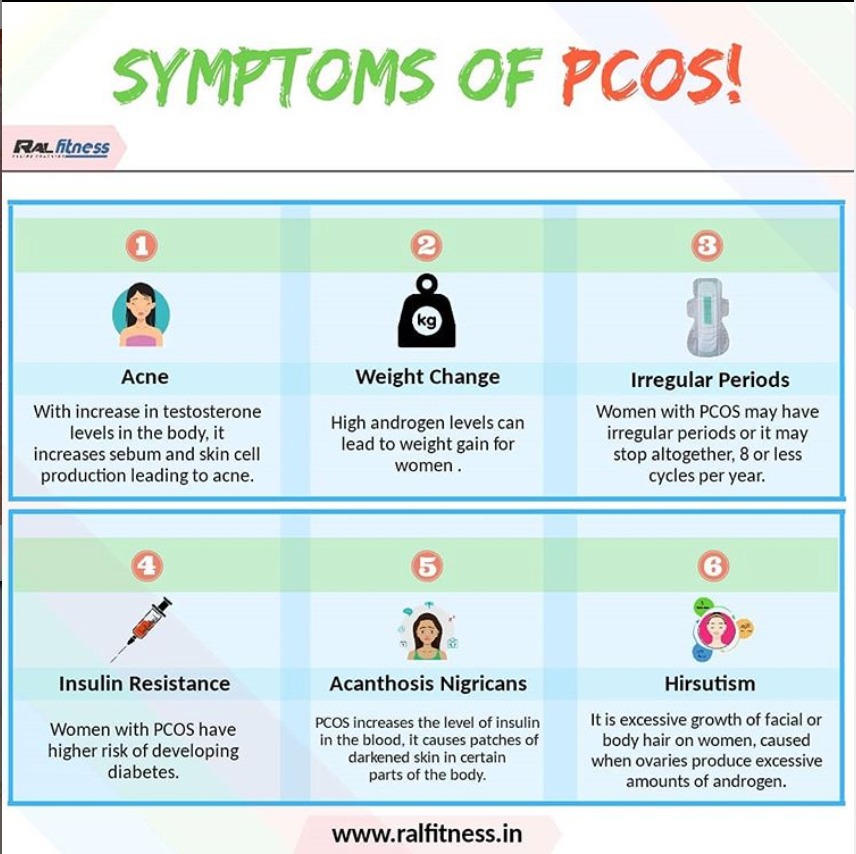 SYMPTOMS OF PCOS!
RAL fitness
1
2
3
kg
Acne
Weight Change
Irregular Periods
With increase in testosterone
levels in the body, it
increases sebum and skin cell
production leading to acne.
High androgen levels can
lead to weight gain for
women .
Women with PCOS may have
irregular periods or it may
stop altogether, 8 or less
cycles per year.
4
5
6
Insulin Resistance
Acanthosis Nigricans
Hirsutism
Women with PCOS have
higher risk of developing
diabetes.
PCOS increases the level of insulin
in the blood, it causes patches of
darkened skin in certain
parts of the body.
It is excessive growth of facial or
body hair on women, caused
when ovaries produce excessive
amounts of androgen.
www.ralfitness.in